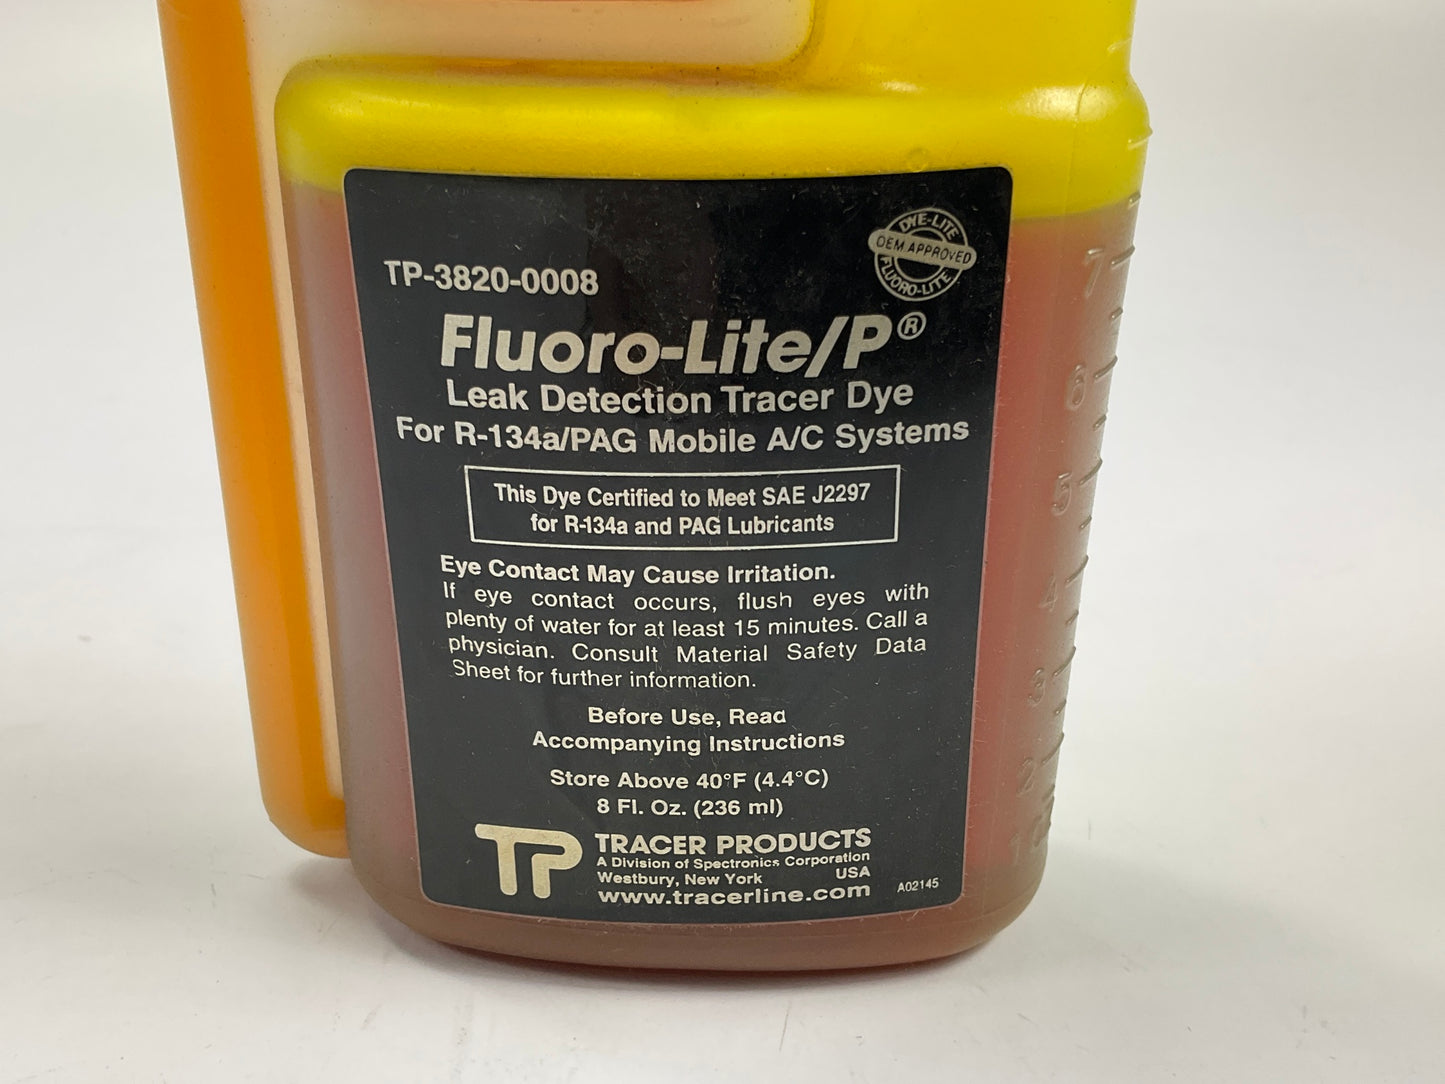 DYE-LITE
OEM APPROVED
FLUORO-LITE
TP-3820-0008
Fluoro-Lite/P®
Leak Detection Tracer Dye
For R-134a/PAG Mobile A/C Systems
This Dye Certified to Meet SAE J2297
for R-134a and PAG Lubricants
Eye Contact May Cause Irritation.
If eye contact occurs, flush eyes with
plenty of water for at least 15 minutes. Call a
physician. Consult Material Safety Data
Sheet for further information.
Before Use, Read
Accompanying Instructions
Store Above 40°F (4.4°C)
8 Fl. Oz. (236 ml)
TP
TRACER PRODUCTS
A Division of Spectronics Corporation
Westbury, New York USA
www.tracerline.com
A02145
7
6
5
4
3
2